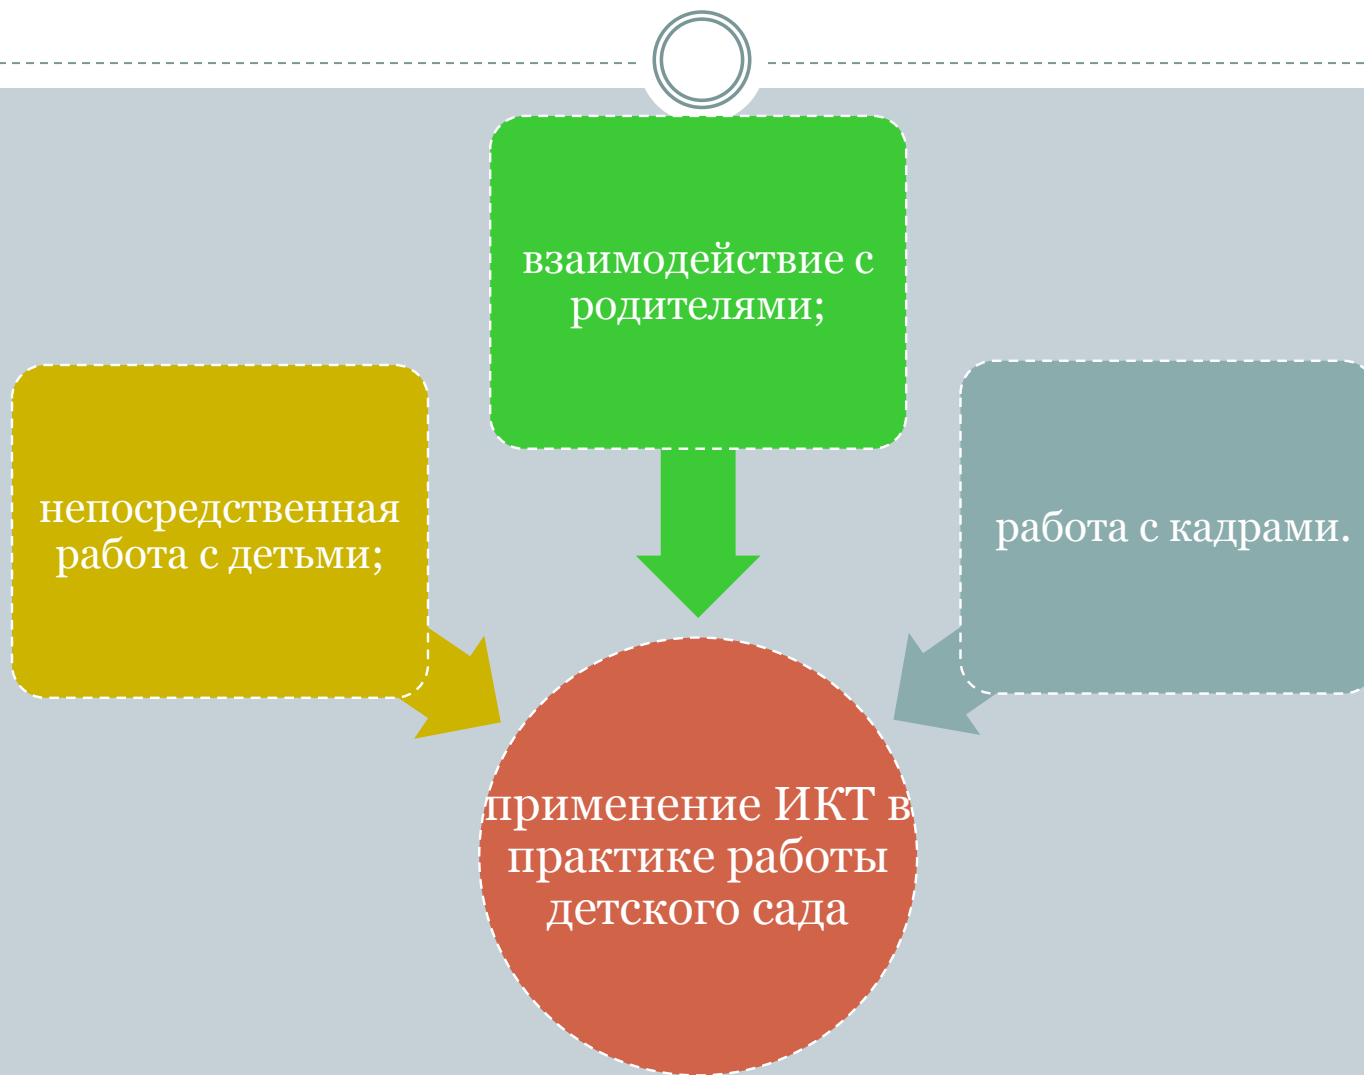 взаимодействие с
родителями;
непосредственная
работа с детьми;
работа с кадрами.
применение ИКТ в
практике работы
детского сада